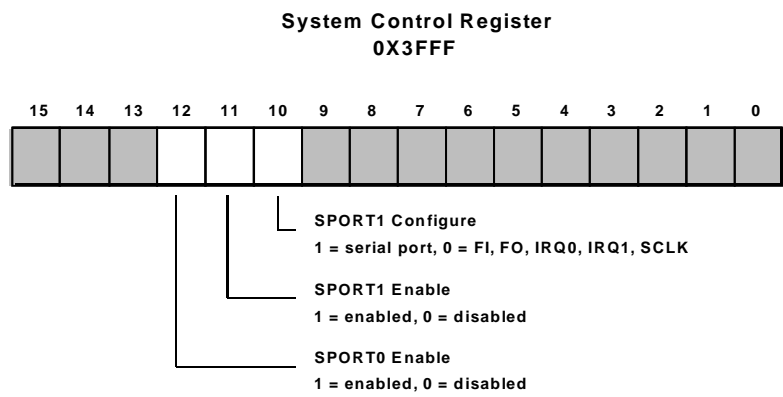 System Control Register
0X3FFF
15 14 13 12 11 10 9 8 7 6 5 4 3 2 1 0
SPORT1 Configure
1 = serial port, 0 = FI, FO, IRQ0, IRQ1, SCLK
SPORT1 Enable
1 = enabled, 0 = disabled
SPORT0 Enable
1 = enabled, 0 = disabled